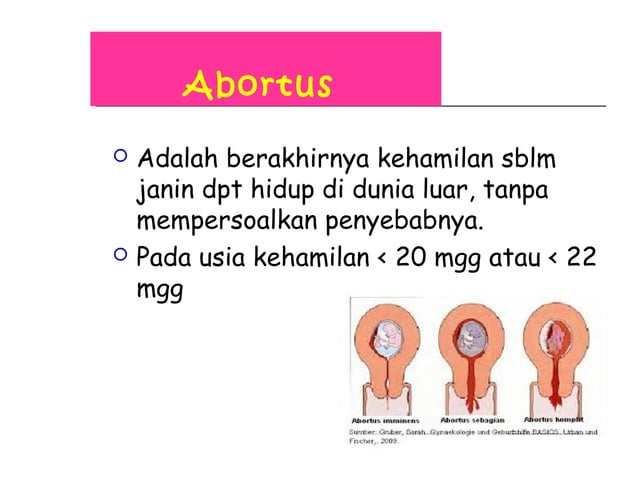 Abortus
Adalah berakhirnya kehamilan sblm
janin dpt hidup di dunia luar, tanpa
mempersoalkan penyebabnya.
Pada usia kehamilan < 20 mgg atau < 22
mgg
Abortus imminens Abortus sebagian Abortus komplit
Sumber: Gruber, Sarah. Gynaekologie und Geburtshilfe BASICS. Urban und
Fischer,. 2009.